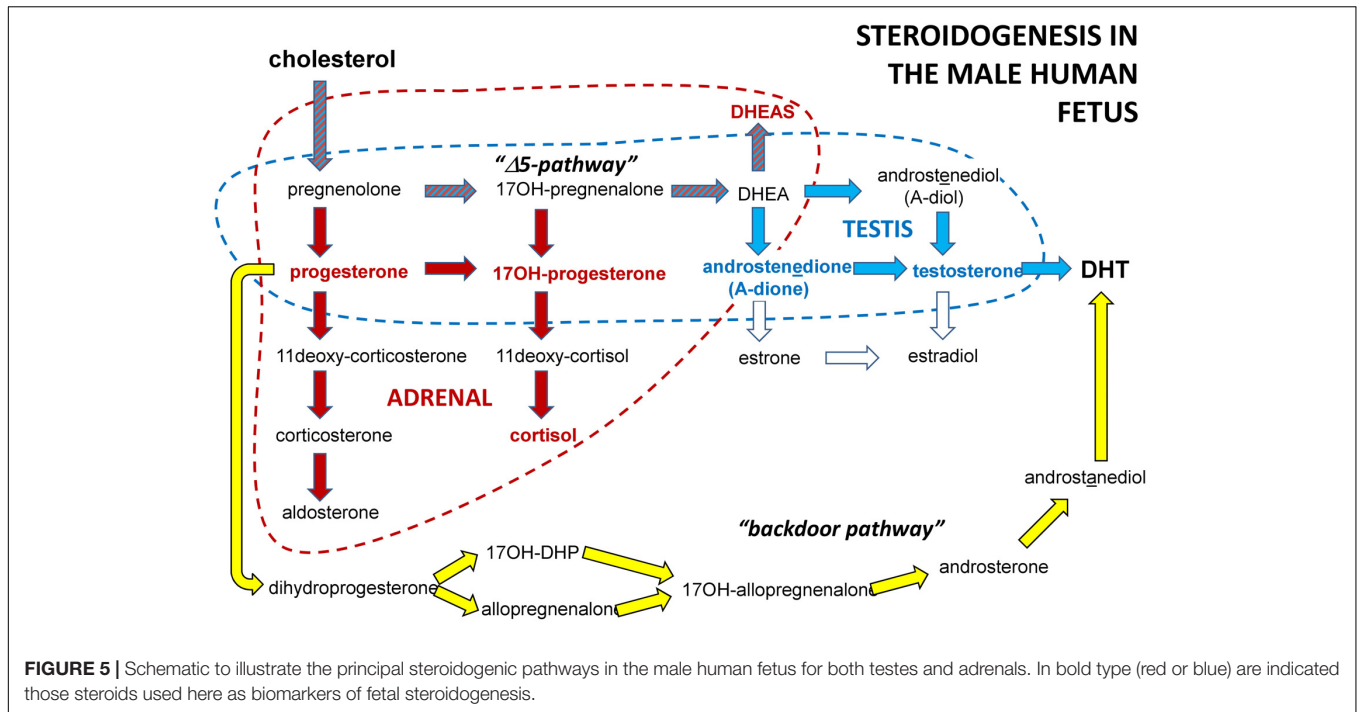 STEROIDOGENESIS IN
THE MALE HUMAN
FETUS
cholesterol
DHEAS
"Δ5-pathway"
pregnenolone
17OH-pregnenalone
DHEA
androstenediol
(A-diol)
TESTIS
progesterone
17OH-progesterone
androstenedione
(A-dione)
testosterone
DHT
11deoxy-corticosterone
11deoxy-cortisol
estrone
estradiol
ADRENAL
corticosterone
cortisol
androstanediol
aldosterone
"backdoor pathway"
17OH-DHP
androsterone
dihydroprogesterone
17OH-allopregnenalone
allopregnenalone
FIGURE 5 | Schematic to illustrate the principal steroidogenic pathways in the male human fetus for both testes and adrenals. In bold type (red or blue) are indicated
those steroids used here as biomarkers of fetal steroidogenesis.